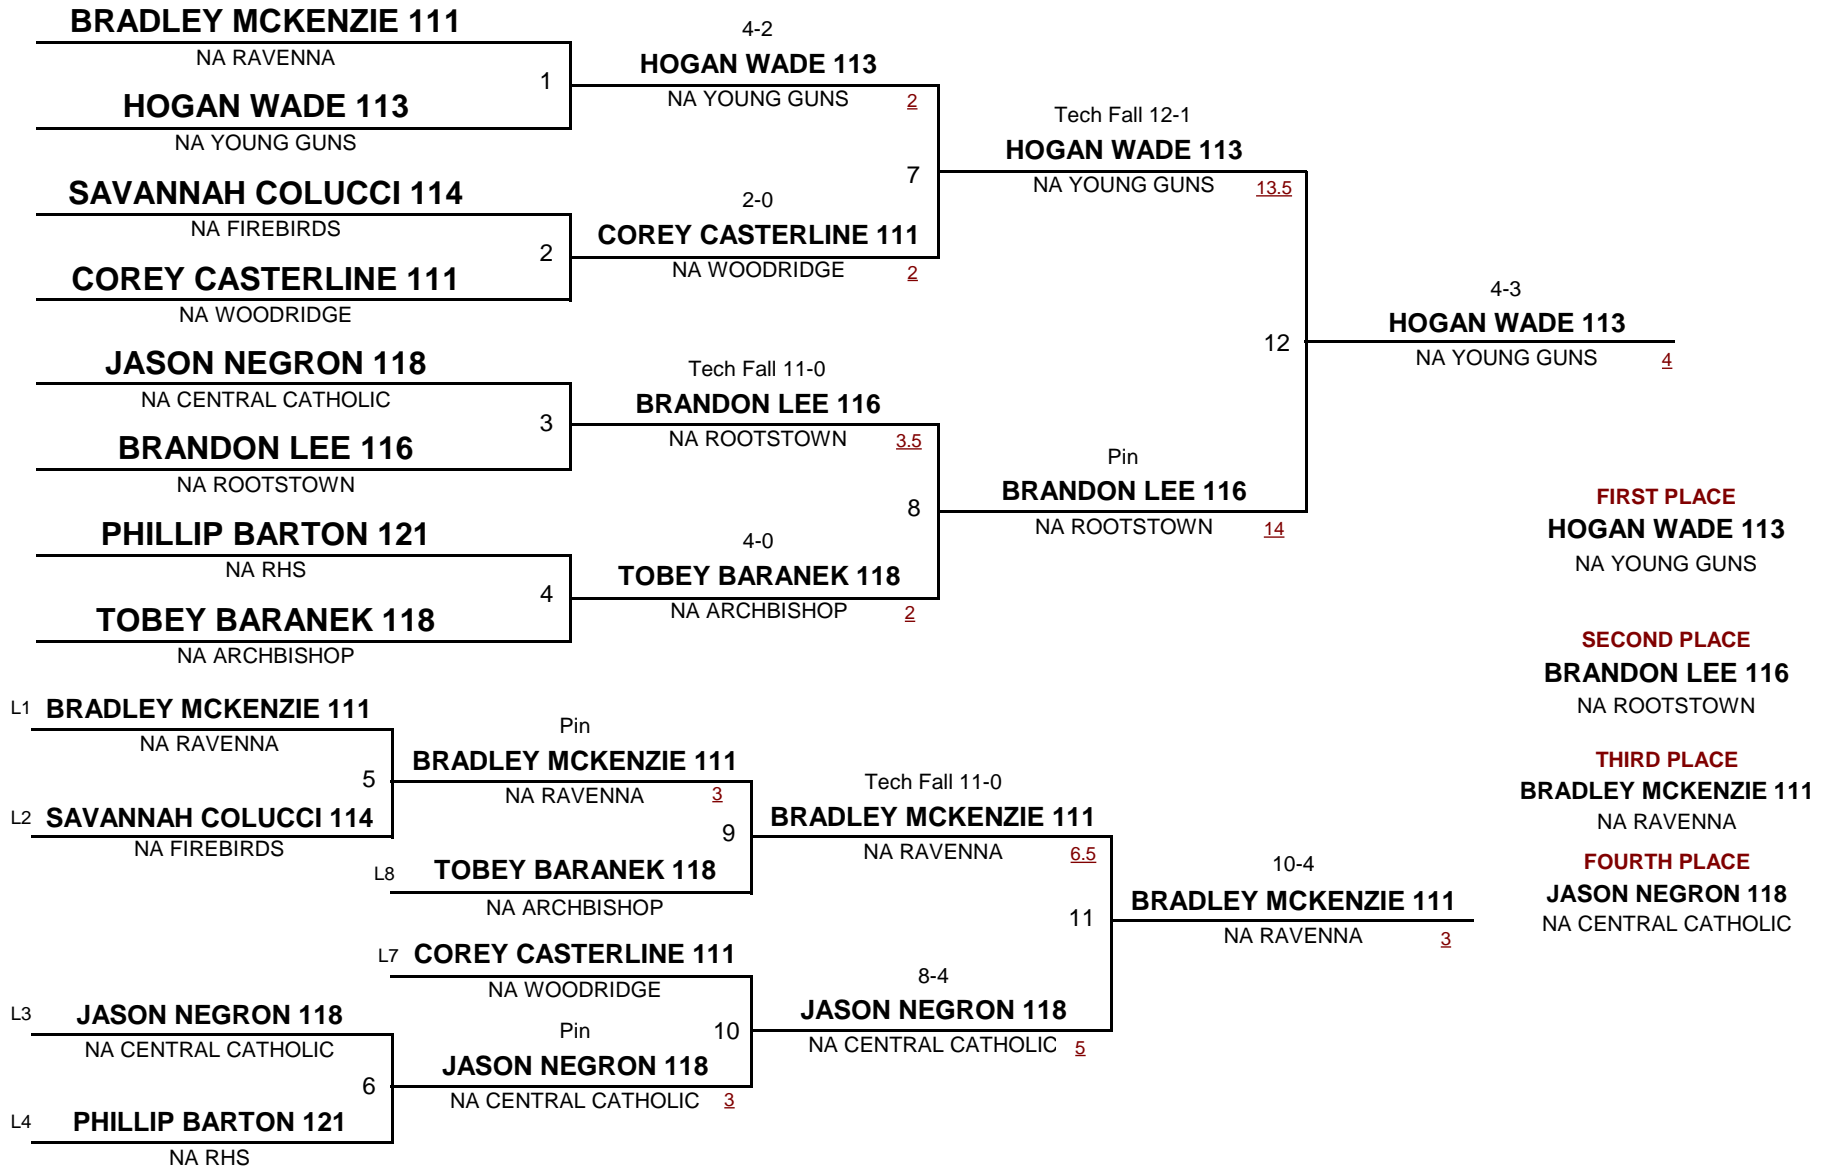 BRADLEY MCKENZIE 111
NA RAVENNA
1
HOGAN WADE 113
NA YOUNG GUNS
4-2
HOGAN WADE 113
NA YOUNG GUNS 2
SAVANNAH COLUCCI 114
NA FIREBIRDS
2
COREY CASTERLINE 111
NA WOODRIDGE
2-0
COREY CASTERLINE 111
NA WOODRIDGE 2
7
Tech Fall 12-1
HOGAN WADE 113
NA YOUNG GUNS 13.5
JASON NEGRON 118
NA CENTRAL CATHOLIC
3
BRANDON LEE 116
NA ROOTSTOWN
Tech Fall 11-0
BRANDON LEE 116
NA ROOTSTOWN 3.5
PHILLIP BARTON 121
NA RHS
4
TOBEY BARANEK 118
NA ARCHBISHOP
4-0
TOBEY BARANEK 118
NA ARCHBISHOP 2
8
Pin
BRANDON LEE 116
NA ROOTSTOWN 14
12
4-3
HOGAN WADE 113
NA YOUNG GUNS 4
FIRST PLACE
HOGAN WADE 113
NA YOUNG GUNS
SECOND PLACE
BRANDON LEE 116
NA ROOTSTOWN
THIRD PLACE
BRADLEY MCKENZIE 111
NA RAVENNA
FOURTH PLACE
JASON NEGRON 118
NA CENTRAL CATHOLIC
L1 BRADLEY MCKENZIE 111
NA RAVENNA
5
L2 SAVANNAH COLUCCI 114
NA FIREBIRDS
Pin
BRADLEY MCKENZIE 111
NA RAVENNA 3
9
L8 TOBEY BARANEK 118
NA ARCHBISHOP
Tech Fall 11-0
BRADLEY MCKENZIE 111
NA RAVENNA 6.5
L7 COREY CASTERLINE 111
NA WOODRIDGE
10
L3 JASON NEGRON 118
NA CENTRAL CATHOLIC
6
L4 PHILLIP BARTON 121
NA RHS
Pin
JASON NEGRON 118
NA CENTRAL CATHOLIC 3
8-4
JASON NEGRON 118
NA CENTRAL CATHOLIC 5
11
10-4
BRADLEY MCKENZIE 111
NA RAVENNA 3